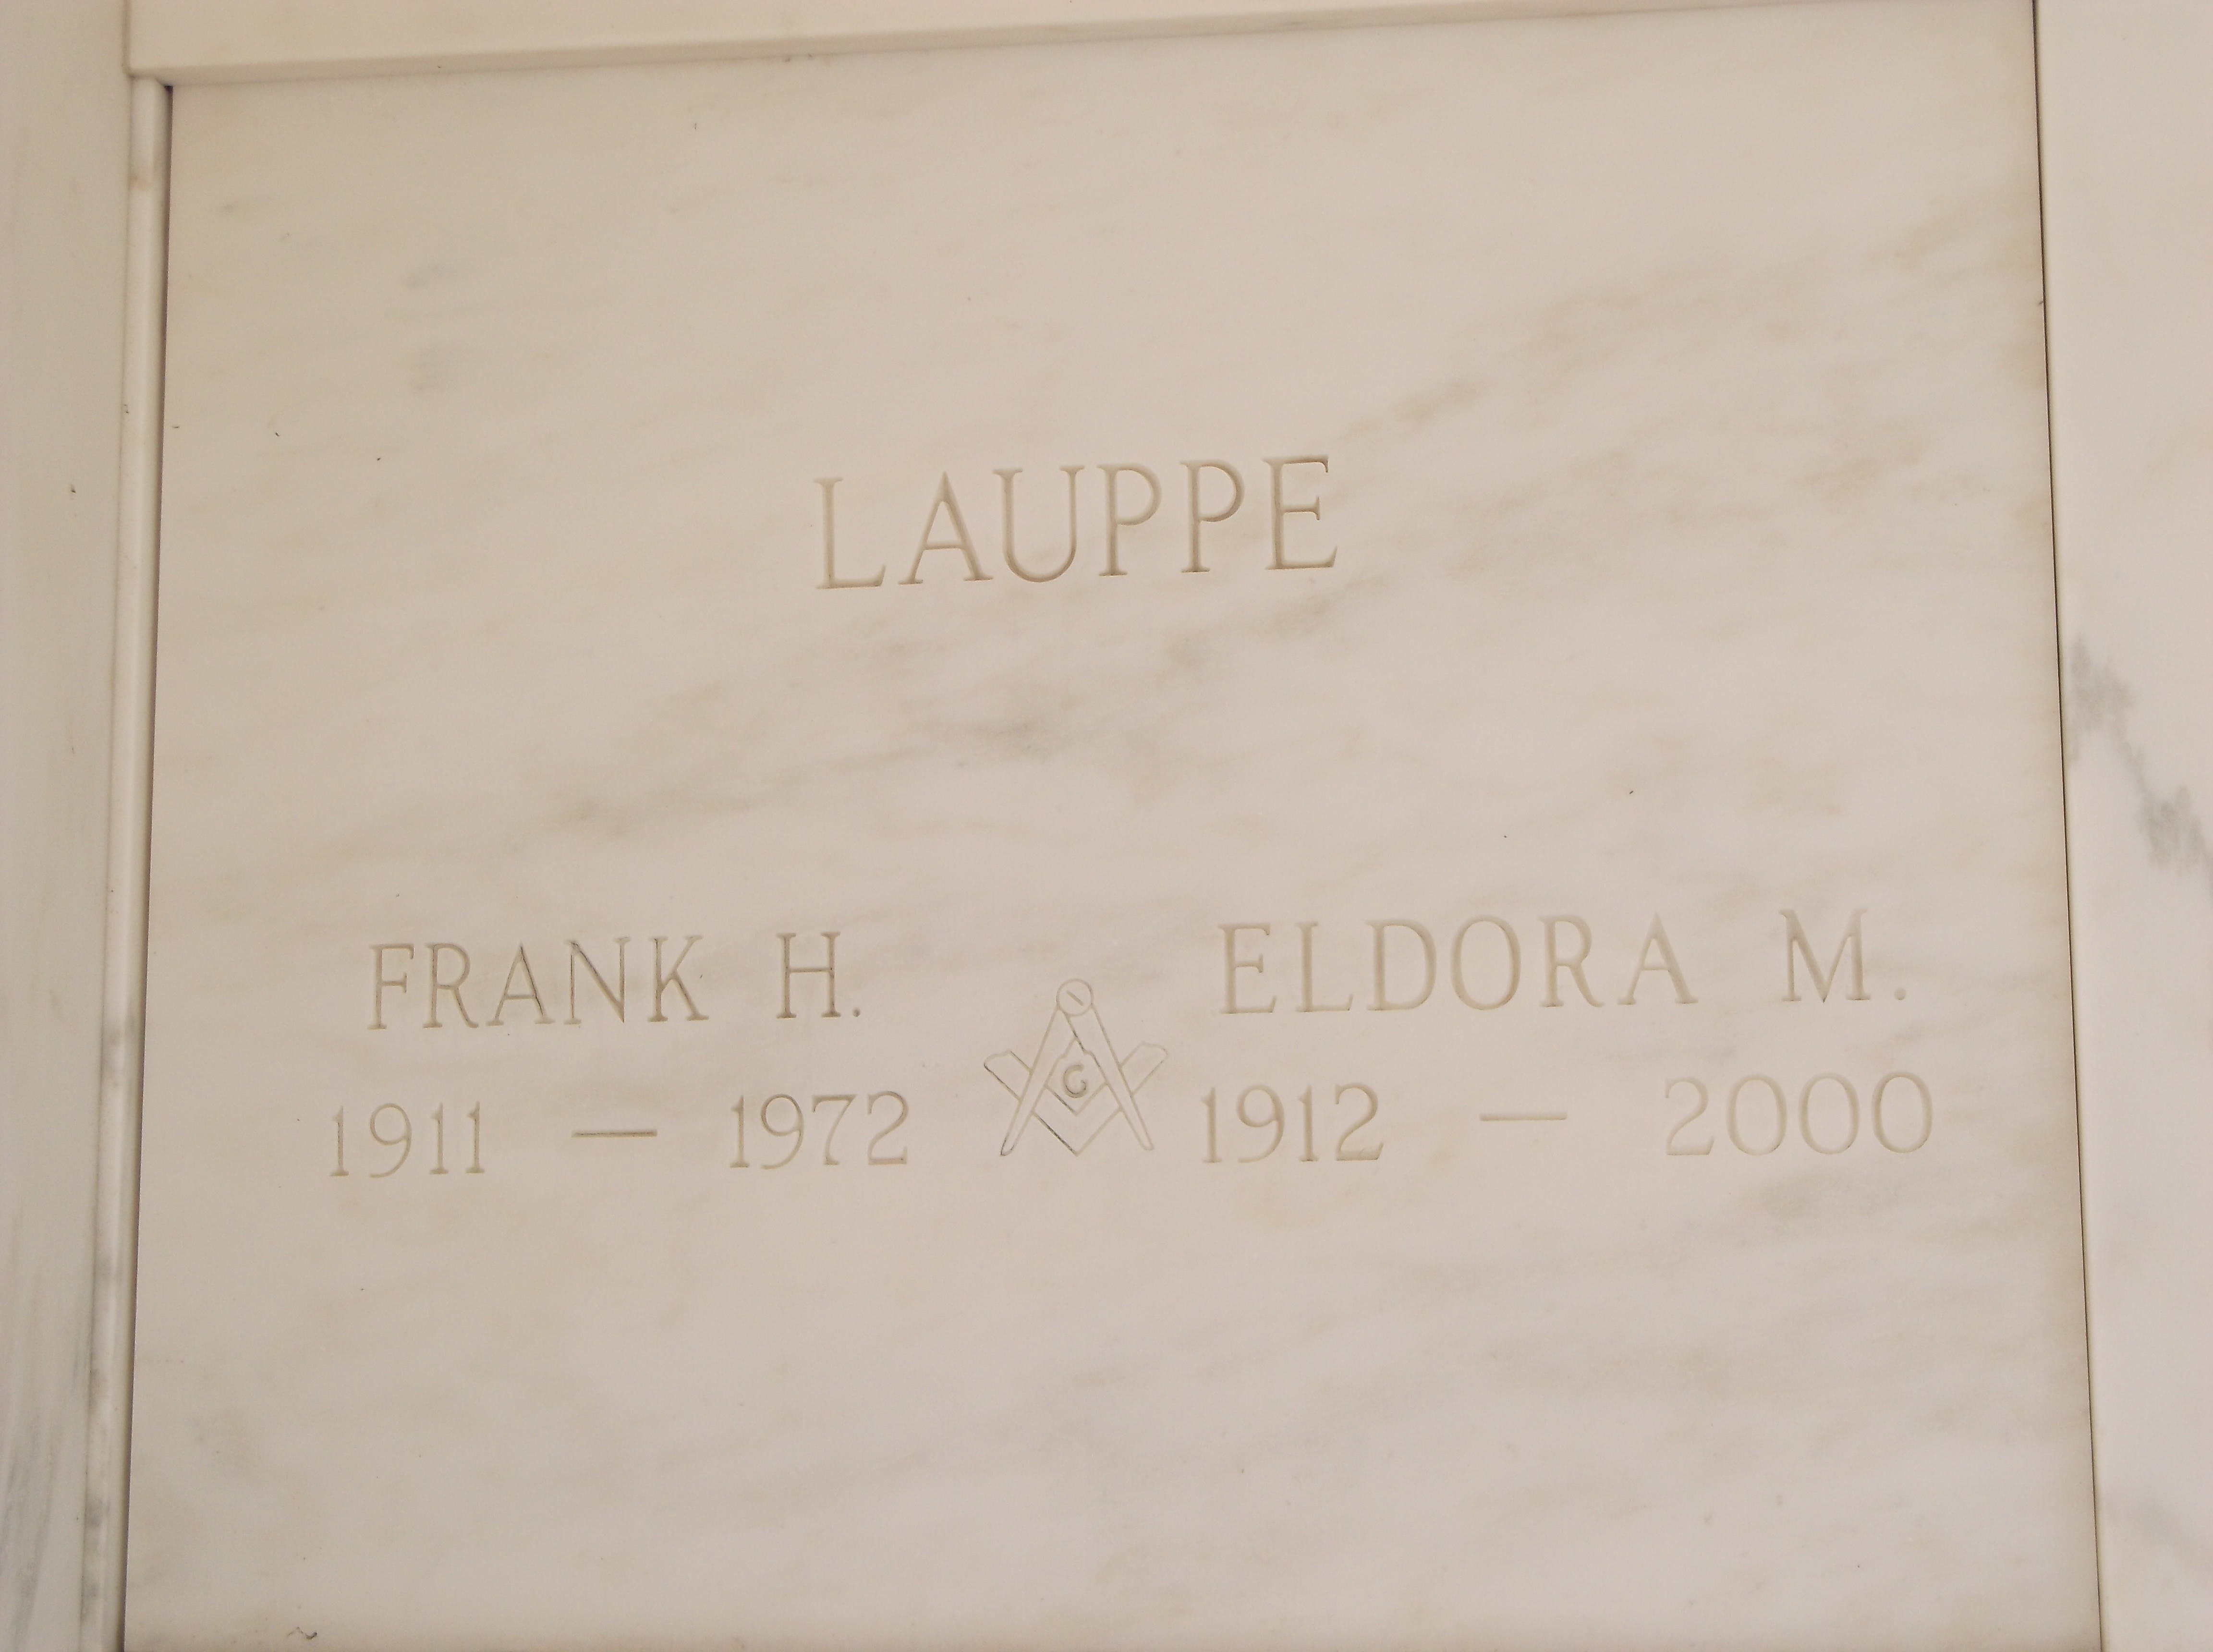 LAUPPE
FRANK H.
1911 — 1972
G
ELDORA M.
1912 — 2000